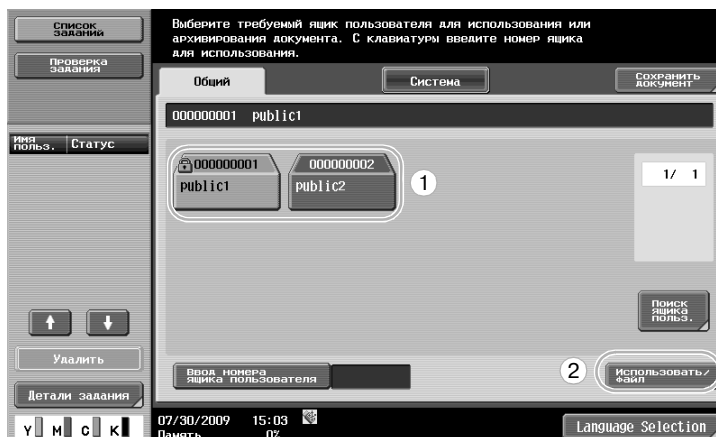 Список
заданий
Проверка
задания
Имя
польз.
Статус
Удалить
Детали задания
Y M C K
Выберите требуемый ящик пользователя для использования или
архивирования документа. С клавиатуры введите номер ящика
для использования.
Общий
Система
Сохранить
документ
000000001 public1
000000001
public1
000000002
public2
1
1/ 1
Поиск
ящика
польз.
Ввод номера
ящика пользователя
2
Использовать/
файл
07/30/2009 15:03
Память 0%
Language Selection